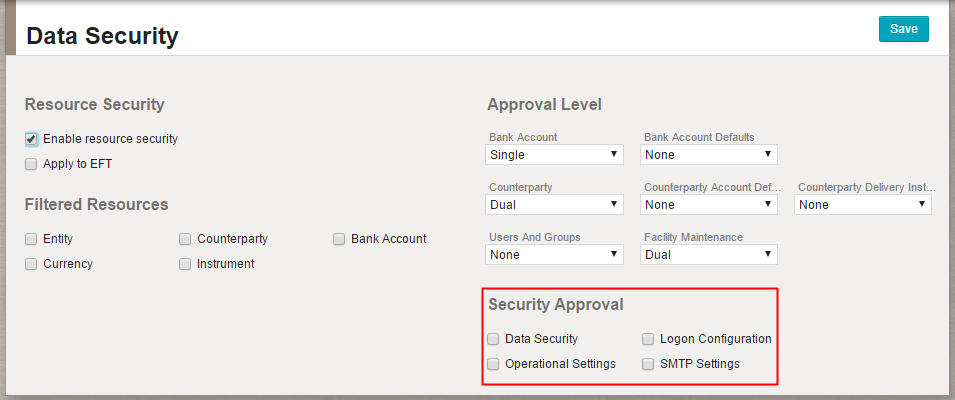 Data Security
Save
Resource Security
Enable resource security
Apply to EFT
Filtered Resources
Entity
Counterparty
Bank Account
Currency
Instrument
Approval Level
Bank Account
Bank Account Defaults
Single
None
Counterparty
Counterparty Account Def...
Counterparty Delivery Inst...
Dual
None
None
Users And Groups
Facility Maintenance
None
Dual
Security Approval
Data Security
Logon Configuration
Operational Settings
SMTP Settings